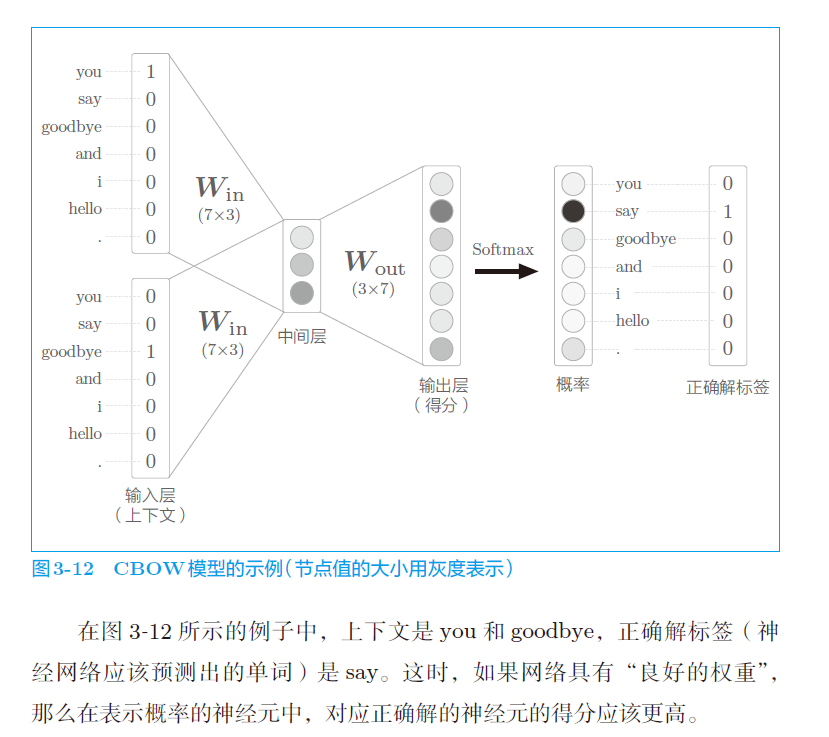 you 1
say 0
goodbye 0
and 0
i 0
hello 0
. 0
W in
(7×3)
you 0
say 0
goodbye 1
and 0
i 0
hello 0
. 0
W in
(7×3)
输入层
（上下文）
中间层
W out
(3×7)
输出层
（得分）
Softmax
概率
you 0
say 1
goodbye 0
and 0
i 0
hello 0
. 0
正确解标签
图3-12 CBOW模型的示例（节点值的大小用灰度表示）
在图 3-12 所示的例子中，上下文是 you 和 goodbye，正确解标签（神
经网络应该预测出的单词）是 say。这时，如果网络具有“良好的权重”，
那么在表示概率的神经元中，对应正确解的神经元的得分应该更高。